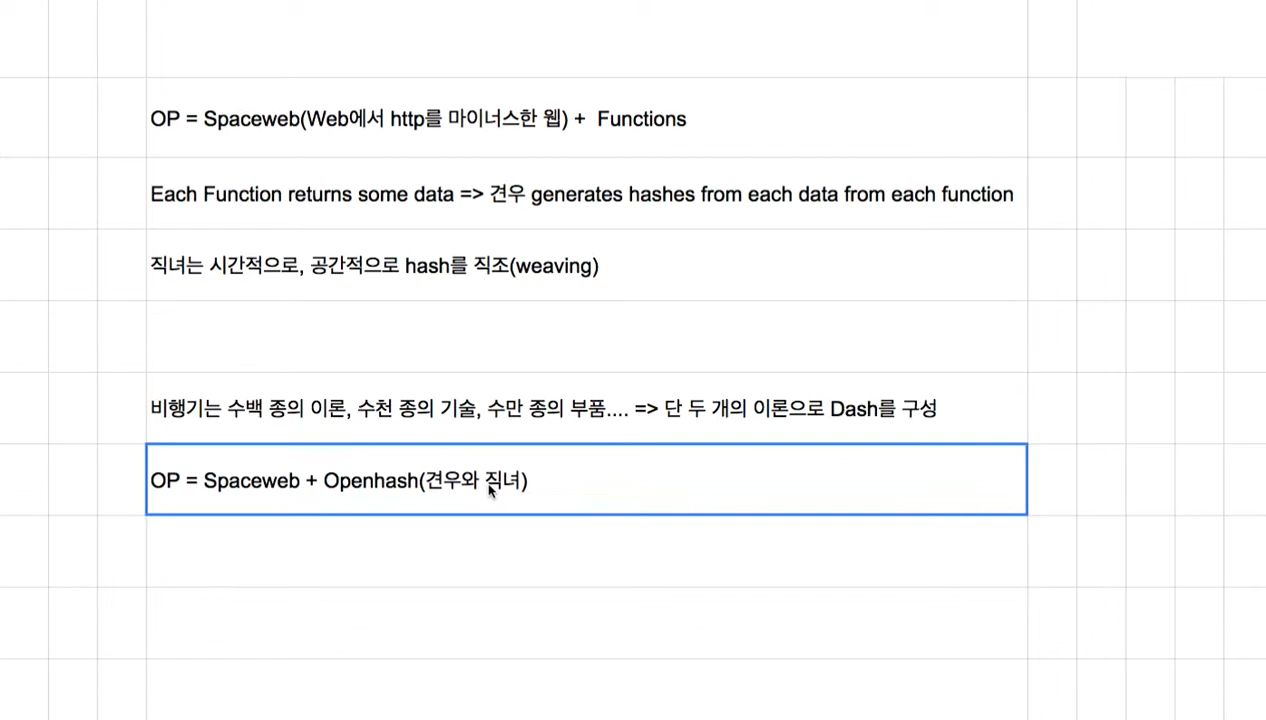 OP = Spaceweb(Web에서 http를 마이너스한 웹) + Functions
Each Function returns some data => 견우 generates hashes from each data from each function
직녀는 시간적으로, 공간적으로 hash를 직조(weaving)
비행기는 수백 종의 이론, 수천 종의 기술, 수만 종의 부품.... => 단 두 개의 이론으로 Dash를 구성
OP = Spaceweb + Openhash(견우와 직녀)